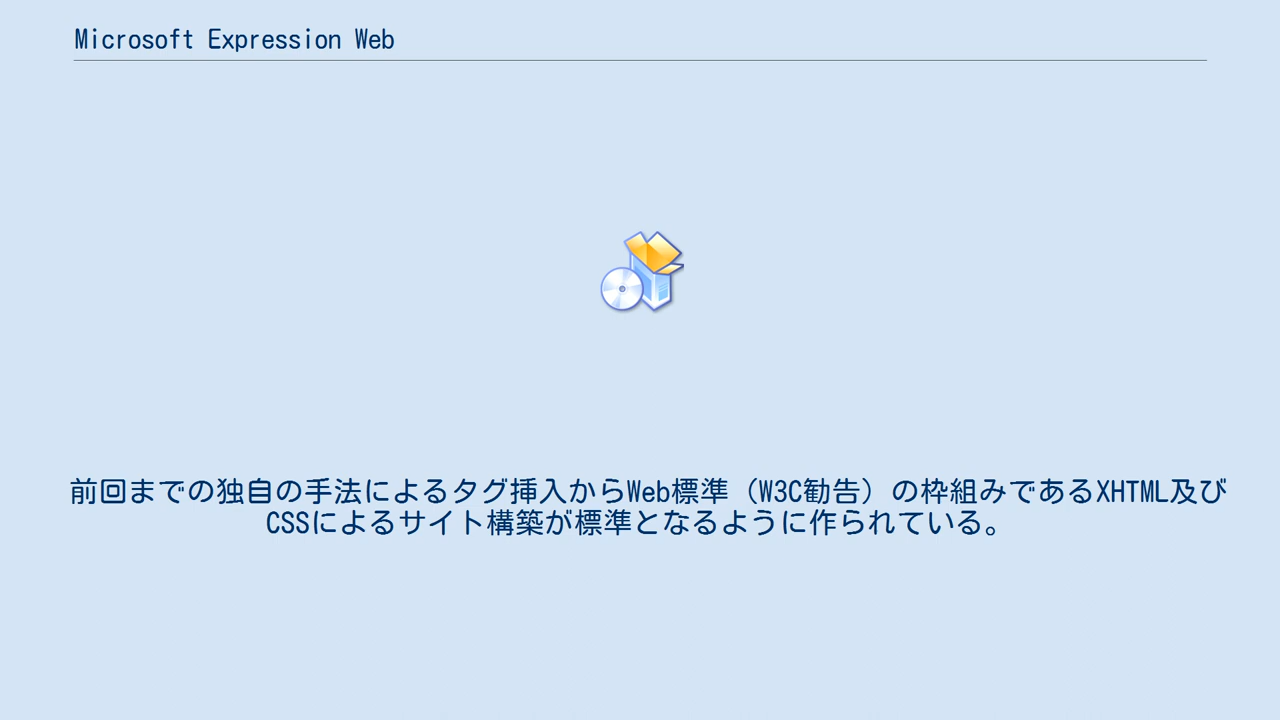 Microsoft Expression Web
前回までの独自の手法によるタグ挿入からWeb標準（W3C勧告）の枠組みであるXHTML及び
CSSによるサイト構築が標準となるように作られている。